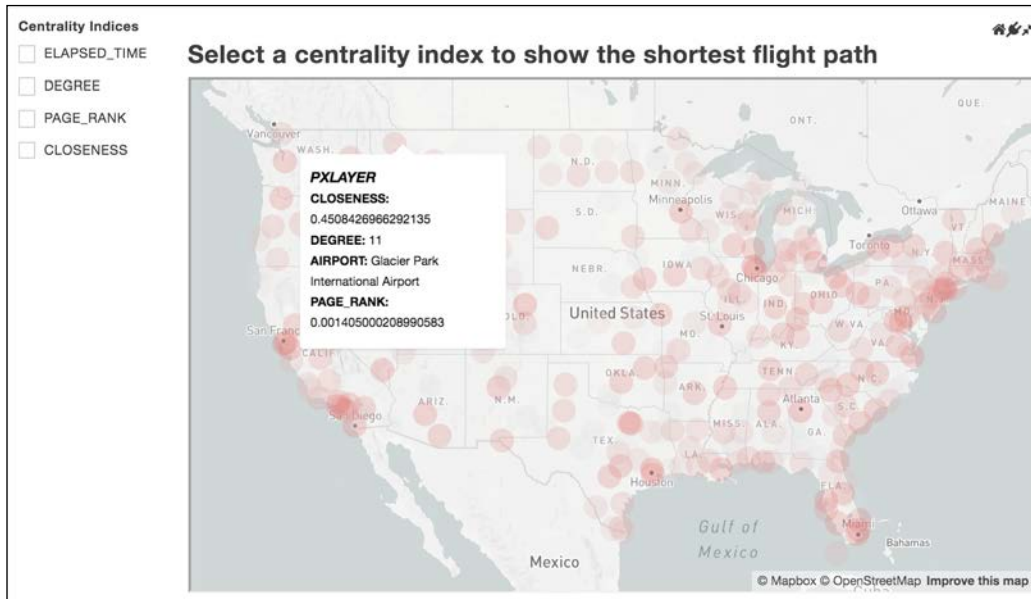 Centrality Indices
ELAPSED_TIME
DEGREE
PAGE_RANK
CLOSENESS
Select a centrality index to show the shortest flight path
Vancouver
WASH.
ONT.
QUE.
N.D.
MINN.
Minneapolis
Ottawa
MAINE
VT.
S.D.
WIS.
MICH.
Toronto
N.Y.
MASS.
PXLAYER
CLOSENESS:
0.4508426966292135
DEGREE: 11
AIRPORT: Glacier Park
International Airport
PAGE_RANK:
0.001405000208990583
NEBR.
IOWA
Chicago
PA.
ILL.
IND.
OHIO
United States
St. Louis
MD.
MO.
W.VA.
VA.
KY.
CALIF.
OKLA.
TENN.
N.C.
ARIZ.
N.M.
ARK.
Atlanta
S.C.
MISS.
ALA.
GA.
TEX.
LA.
Houston
FLA.
Gulf of
Mexico
Miami
Bahamas
Mexico
© Mapbox © OpenStreetMap Improve this map
Cuba